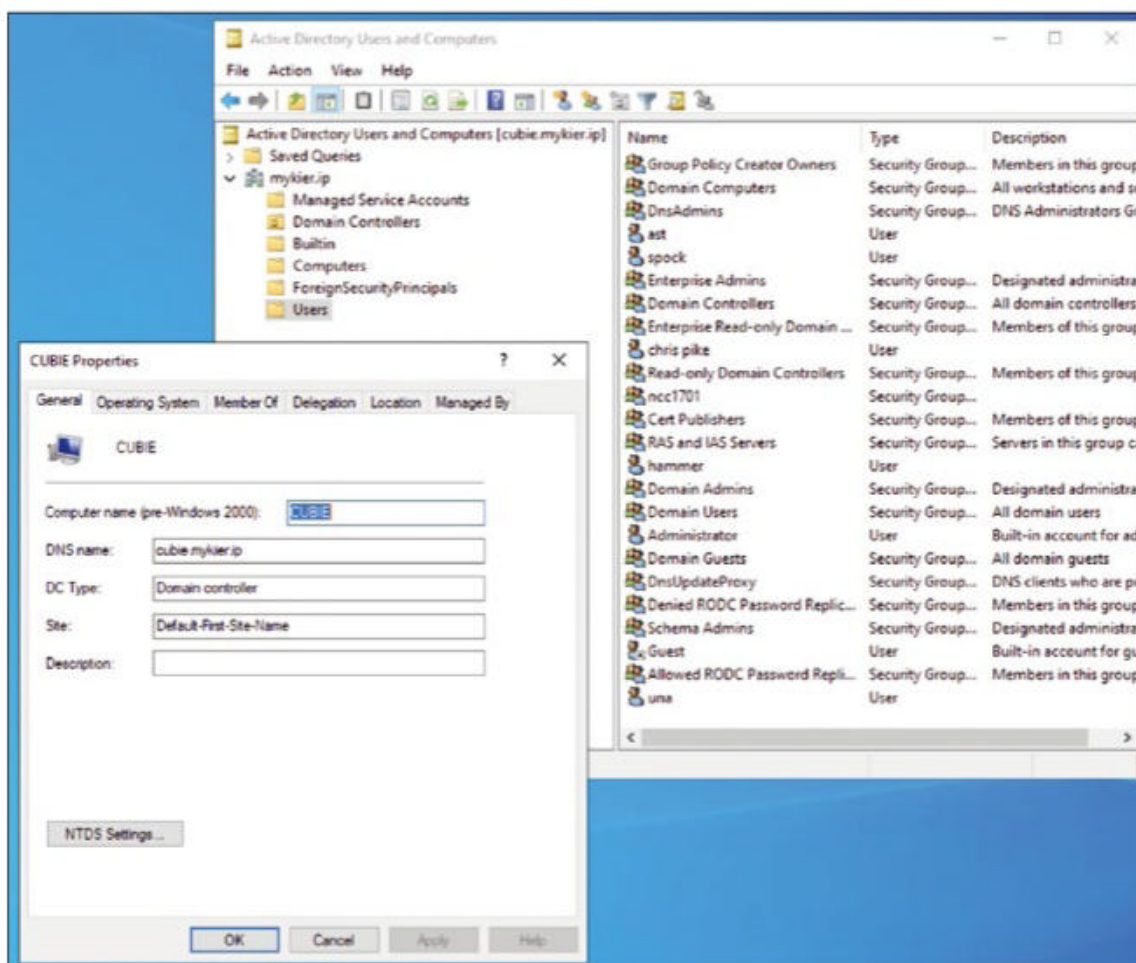 Active Directory Users and Computers
File Action View Help
Active Directory Users and Computers [cubie.mykier.ip]
Saved Queries
mykier.ip
Managed Service Accounts
Domain Controllers
Builtin
Computers
ForeignSecurityPrincipals
Users
Name Type Description
Group Policy Creator Owners Security Group... Members in this group
Domain Computers Security Group... All workstations and
DnsAdmins Security Group... DNS Administrators
ast User
spock User
Enterprise Admins Security Group... Designated administra
Domain Controllers Security Group... All domain controllers
Enterprise Read-only Domain ... Security Group... Members of this group
chris pike User
Read-only Domain Controllers Security Group... Members of this group
ncc1701 Security Group...
Cert Publishers Security Group... Members of this group
RAS and IAS Servers Security Group... Servers in this group c
hammer User
Domain Admins Security Group... Designated administra
Domain Users Security Group... All domain users
Administrator User Built-in account for ad
Domain Guests Security Group... All domain guests
DnsUpdateProxy Security Group... DNS clients who are
Denied RODC Password Replic... Security Group... Members in this group
Schema Admins Security Group... Designated administra
Guest User Built-in account for gu
Allowed RODC Password Repli... Security Group... Members in this group
una User
CUBIE Properties
General Operating System Member Of Delegation Location Managed By
CUBIE
Computer name (pre-Windows 2000): CUBIE
DNS name: cubie.mykier.ip
DC Type: Domain controller
Site: Default-First-Site-Name
Description:
NTDS Settings...
OK Cancel Apply Help